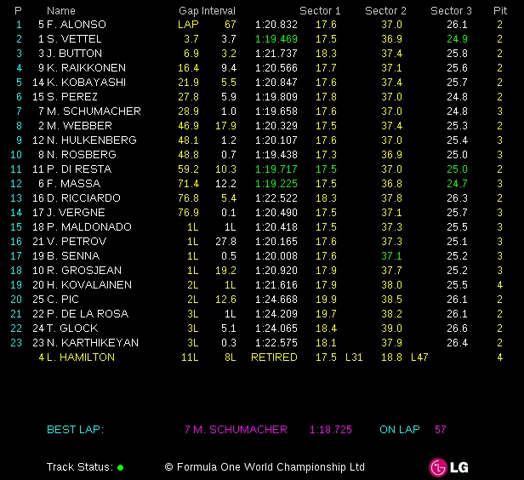 P Name Gap Interval Sector 1 Sector 2 Sector 3 Pit
1 5 F. ALONSO LAP 67 1:20.832 17.6 37.0 26.1 2
2 1 S. VETTEL 3.7 3.7 1:19.469 17.5 36.9 24.9 2
3 3 J. BUTTON 6.9 3.2 1:21.737 18.3 37.4 25.8 2
4 9 K. RAIKKONEN 16.4 9.4 1:20.566 17.7 37.1 25.6 2
5 14 K. KOBAYASHI 21.9 5.5 1:20.847 17.6 37.4 25.7 2
6 15 S. PEREZ 27.8 5.9 1:19.809 17.8 37.0 24.8 2
7 7 M. SCHUMACHER 28.9 1.0 1:19.658 17.6 37.0 24.8 3
8 2 M. WEBBER 46.9 17.9 1:20.329 17.5 37.4 25.3 2
9 12 N. HULKENBERG 48.1 1.2 1:20.107 17.6 37.0 25.4 3
10 8 N. ROSBERG 48.8 0.7 1:19.438 17.3 36.9 25.0 3
11 11 P. DI RESTA 59.2 10.3 1:19.717 17.5 37.0 25.0 2
12 6 F. MASSA 71.4 12.2 1:19.225 17.5 36.8 24.7 3
13 16 D. RICCIARDO 76.8 5.4 1:22.522 18.3 37.8 26.3 2
14 17 J. VERGNE 76.9 0.1 1:20.490 17.5 37.1 25.7 3
15 18 P. MALDONADO 1L 1L 1:20.418 17.5 37.3 25.5 3
16 21 V. PETROV 1L 27.8 1:20.165 17.6 37.3 25.1 3
17 19 B. SENNA 1L 0.5 1:20.008 17.6 37.1 25.2 3
18 10 R. GROSJEAN 1L 19.2 1:20.920 17.9 37.7 25.2 3
19 20 H. KOVALAINEN 2L 1L 1:21.616 17.9 38.0 25.5 4
20 25 C. PIC 2L 12.6 1:24.668 19.9 38.5 26.1 2
21 22 P. DE LA ROSA 3L 1L 1:24.209 19.7 38.2 26.1 2
22 24 T. GLOCK 3L 5.1 1:24.065 18.4 39.0 26.6 2
23 23 N. KARTHIKEYAN 3L 0.3 1:22.575 18.1 37.9 26.4 2
4 L. HAMILTON 11L 8L RETIRED 17.5 L31 18.8 L47 4
BEST LAP: 7 M. SCHUMACHER 1:18.725 ON LAP 57
Track Status: © Formula One World Championship Ltd LG